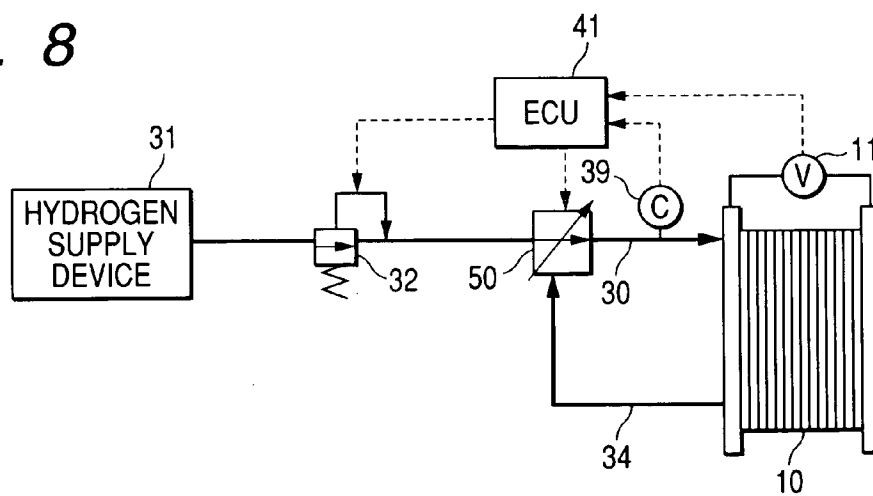 . 8
41
ECU
11
V
31
39
C
HYDROGEN
SUPPLY
DEVICE
32
50
30
34
10